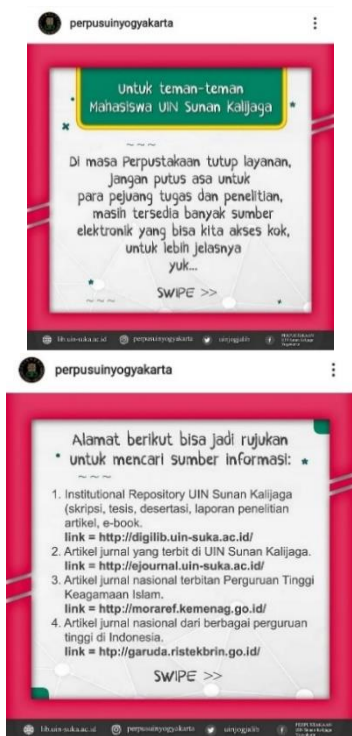 perpusuinyogyakarta
Untuk teman-teman
Mahasiswa UIN Sunan Kalijaga
Di masa Perpustakaan tutup layanan,
jangan putus asa untuk
para pejuang tugas dan penelitian,
masih tersedia banyak sumber
elektronik yang bisa kita akses kok,
untuk lebih jelasnya
yuk...
SWIPE >>
lib.uin-suka.ac.id perpusuinyogyakarta uinjogjalib
perpusuinyogyakarta
Alamat berikut bisa jadi rujukan
untuk mencari sumber informasi:
1. Institutional Repository UIN Sunan Kalijaga
(skripsi, tesis, desertasi, laporan penelitian
artikel, e-book.
link = http://digilib.uin-suka.ac.id/
2. Artikel jurnal yang terbit di UIN Sunan Kalijaga.
link = http://ejournal.uin-suka.ac.id/
3. Artikel jurnal nasional terbitan Perguruan Tinggi
Keagamaan Islam.
link = http://moraref.kemenag.go.id/
4. Artikel jurnal nasional dari berbagai perguruan
tinggi di Indonesia.
link = htp://garuda.ristekbrin.go.id/
SWIPE >>
lib.uin-suka.ac.id perpusuinyogyakarta uinjogjalib